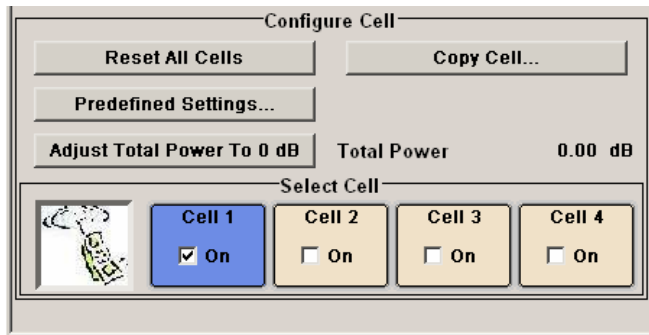 Configure Cell
Reset All Cells Copy Cell...
Predefined Settings...
Adjust Total Power To 0 dB Total Power 0.00 dB
Select Cell
Cell 1 Cell 2 Cell 3 Cell 4
On On On On